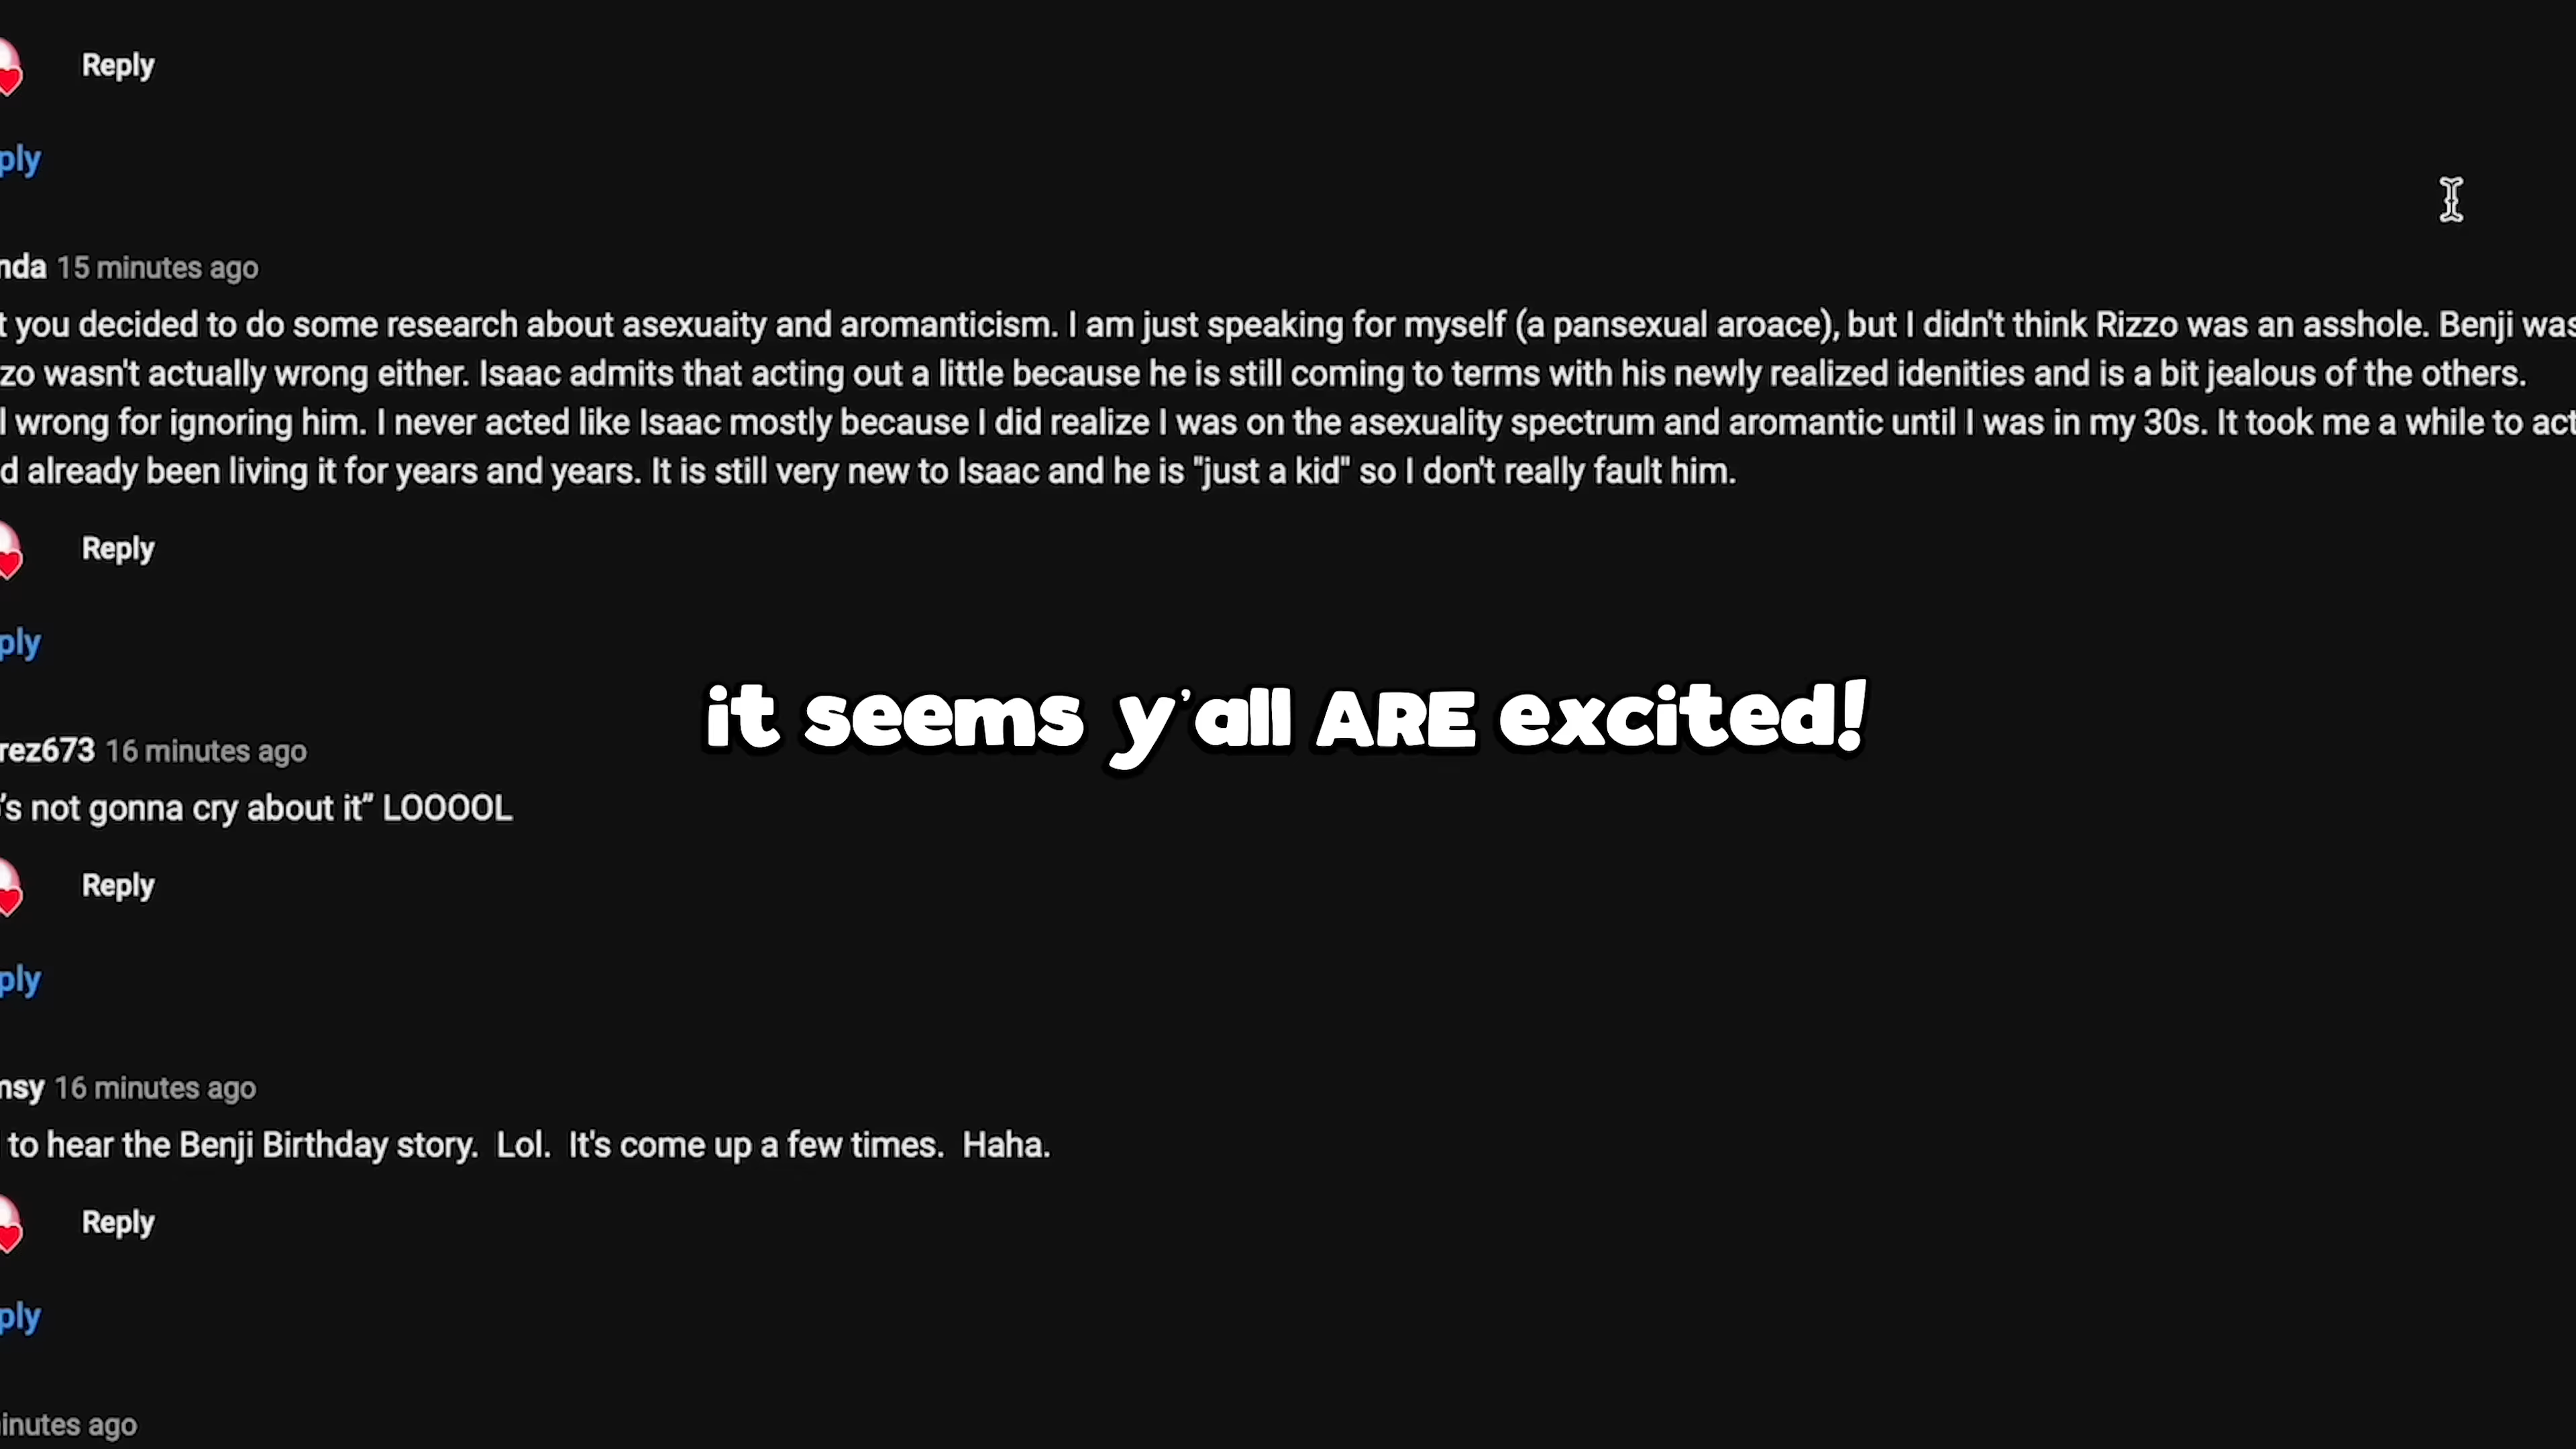 Reply
ply
nda 15 minutes ago
t you decided to do some research about asexuaity and aromanticism. I am just speaking for myself (a pansexual aroace), but I didn't think Rizzo was an asshole. Benji was
zo wasn't actually wrong either. Isaac admits that acting out a little because he is still coming to terms with his newly realized idenities and is a bit jealous of the others.
l wrong for ignoring him. I never acted like Isaac mostly because I did realize I was on the asexuality spectrum and aromantic until I was in my 30s. It took me a while to act
d already been living it for years and years. It is still very new to Isaac and he is "just a kid" so I don't really fault him.
Reply
ply
it seems y'all ARE excited!
rez673 16 minutes ago
's not gonna cry about it” LOOOOL
Reply
ply
msy 16 minutes ago
to hear the Benji Birthday story. Lol. It's come up a few times. Haha.
Reply
ply
inutes ago